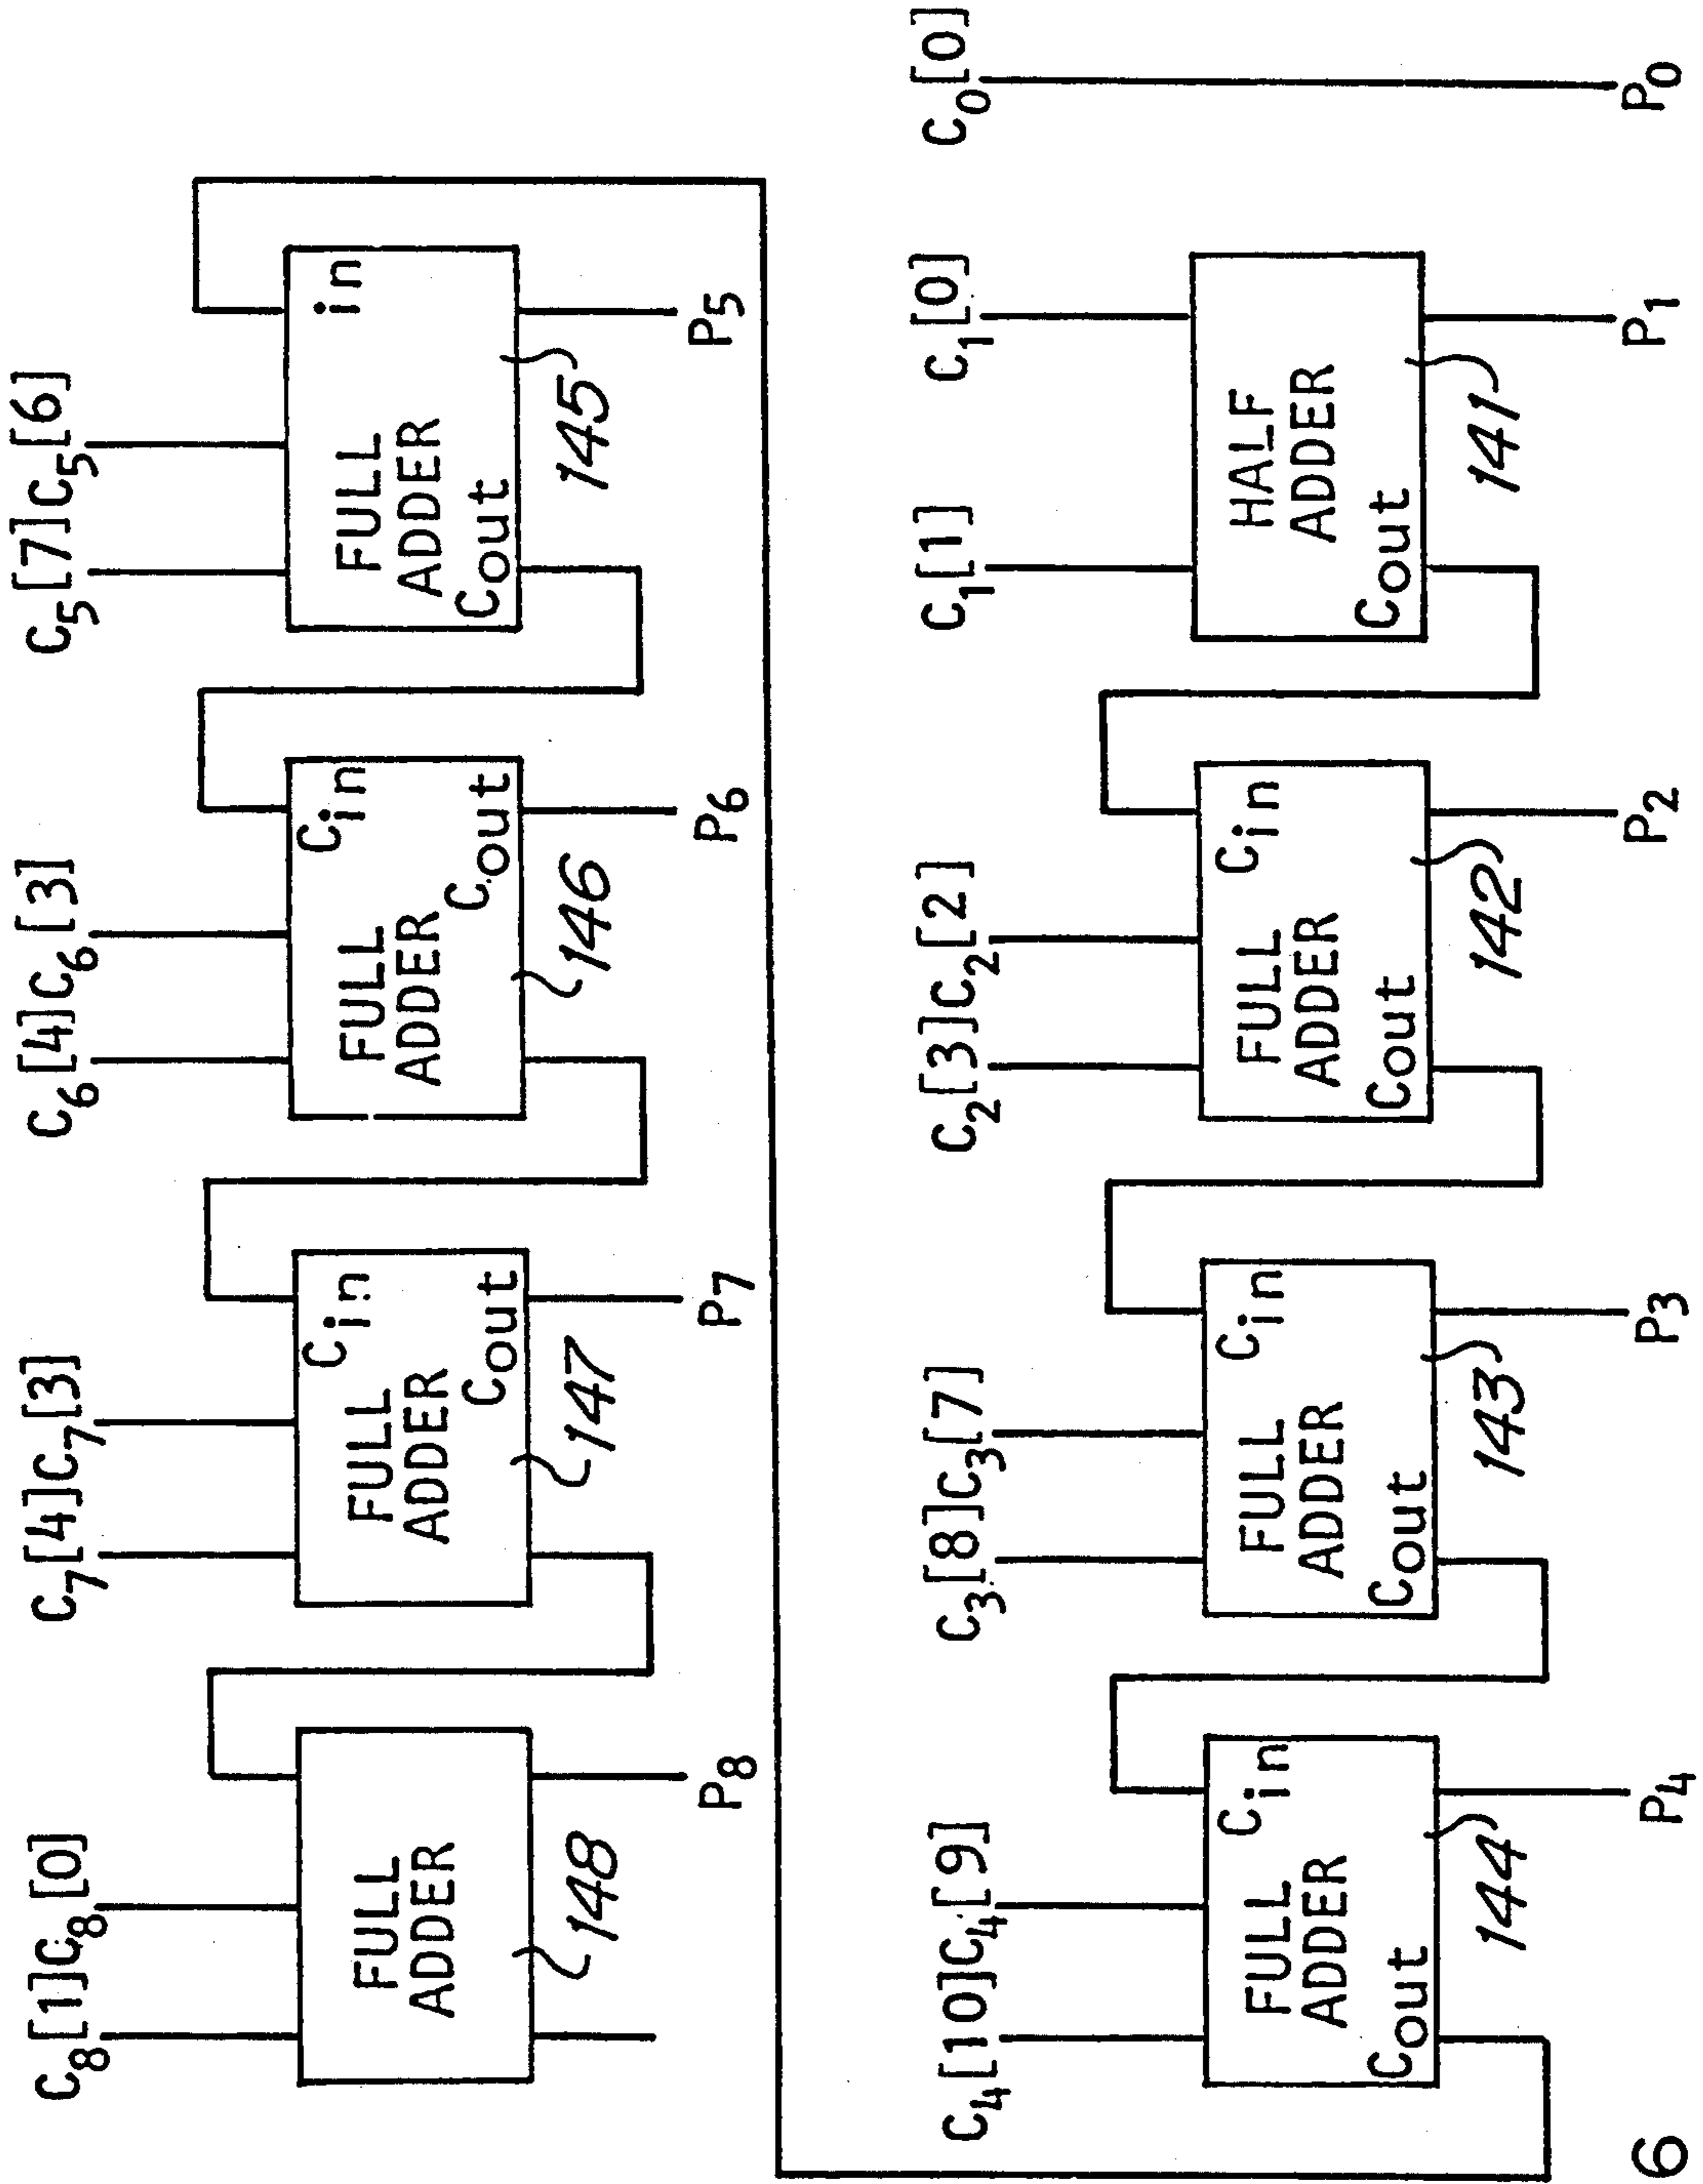 C8[1]C8[0] C7[4]C7[3] C6[4]C6[3] C5[7]C5[6]
FULL ADDER
FULL ADDER Cin Cout
FULL ADDER Cin Cout
FULL ADDER in Cout
148 147 146 145
P8 P7 P6 P5
C4[10]C4[9] C3[8]C3[7] C2[3]C2[2] C1[1] C1[0] C0[0]
FULL ADDER Cin Cout
FULL ADDER Cin Cout
FULL ADDER Cin Cout
HALF ADDER Cout
144 143 142 141
P4 P3 P2 P1 P0
6